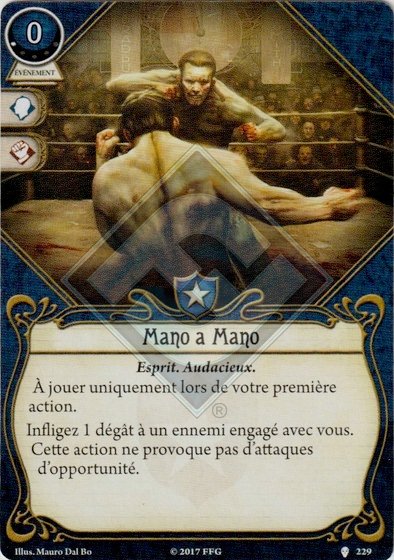 0
ÉVÉNEMENT
Mano a Mano
Esprit. Audacieux.
À jouer uniquement lors de votre première
action.
Infligez 1 dégât à un ennemi engagé avec vous.
Cette action ne provoque pas d'attaques
d'opportunité.
®
Illus. Mauro Dal Bo
© 2017 FFG
229